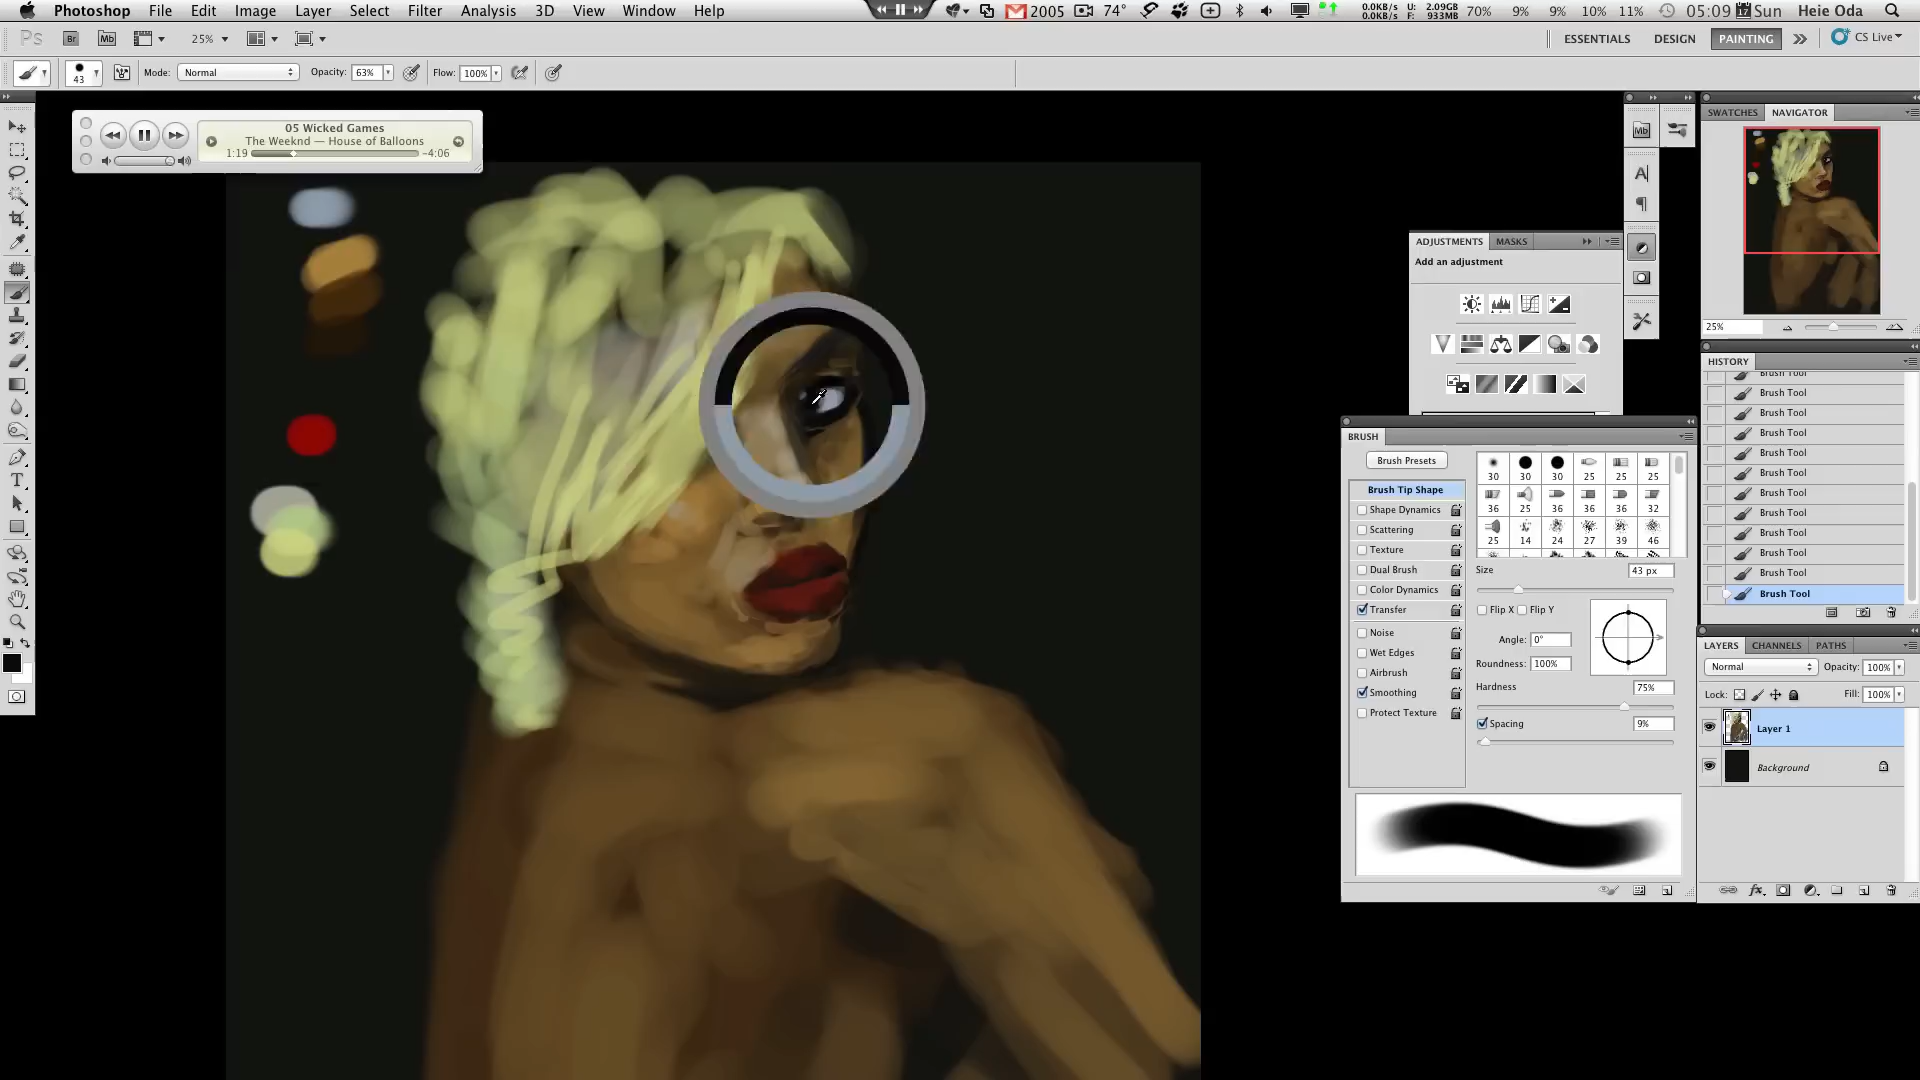 Photoshop File Edit Image Layer Select Filter Analysis 3D View Window Help
2005 74° 0.0KB/s 0.0KB/s U: 2.09GB F: 933MB 70% 9% 9% 10% 11% 05:09 17 Sun Heie Oda
Ps Br Mb 25% ESSENTIALS DESIGN PAINTING CS Live
43 Mode: Normal Opacity: 63% Flow: 100%
05 Wicked Games
The Weeknd — House of Balloons
1:19 -4:06
SWATCHES NAVIGATOR
Mb
A
25%
ADJUSTMENTS MASKS
Add an adjustment
HISTORY
Brush Tool
Brush Tool
Brush Tool
Brush Tool
Brush Tool
Brush Tool
Brush Tool
Brush Tool
Brush Tool
Brush Tool
Brush Tool
Brush Tool
BRUSH
Brush Presets
Brush Tip Shape
Shape Dynamics
Scattering
Texture
Dual Brush
Color Dynamics
Transfer
Noise
Wet Edges
Airbrush
Smoothing
Protect Texture
30 30 30 25 25 25
36 25 36 36 36 32
25 14 24 27 39 46
Size 43 px
Flip X Flip Y
Angle: 0°
Roundness: 100%
Hardness 75%
Spacing 9%
LAYERS CHANNELS PATHS
Normal Opacity: 100%
Lock: Fill: 100%
Layer 1
Background